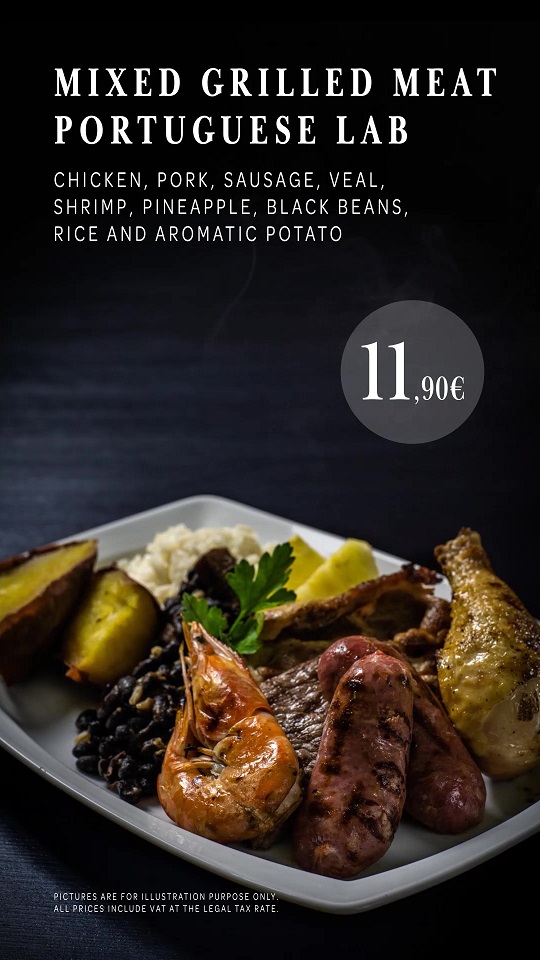 MIXED GRILLED MEAT
PORTUGUESE LAB
CHICKEN, PORK, SAUSAGE, VEAL,
SHRIMP, PINEAPPLE, BLACK BEANS,
RICE AND AROMATIC POTATO
11,90€
PICTURES ARE FOR ILLUSTRATION PURPOSE ONLY.
ALL PRICES INCLUDE VAT AT THE LEGAL TAX RATE.